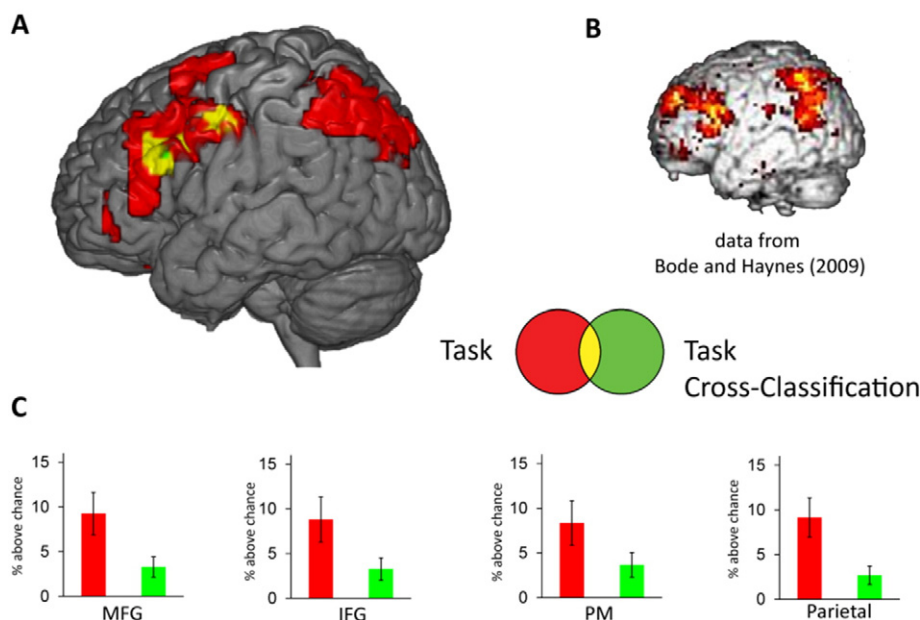 A
B
data from
Bode and Haynes (2009)
Task
Task
Cross-Classification
C
% above chance
15
10
5
0
MFG
% above chance
15
10
5
0
IFG
% above chance
15
10
5
0
PM
% above chance
15
10
5
0
Parietal